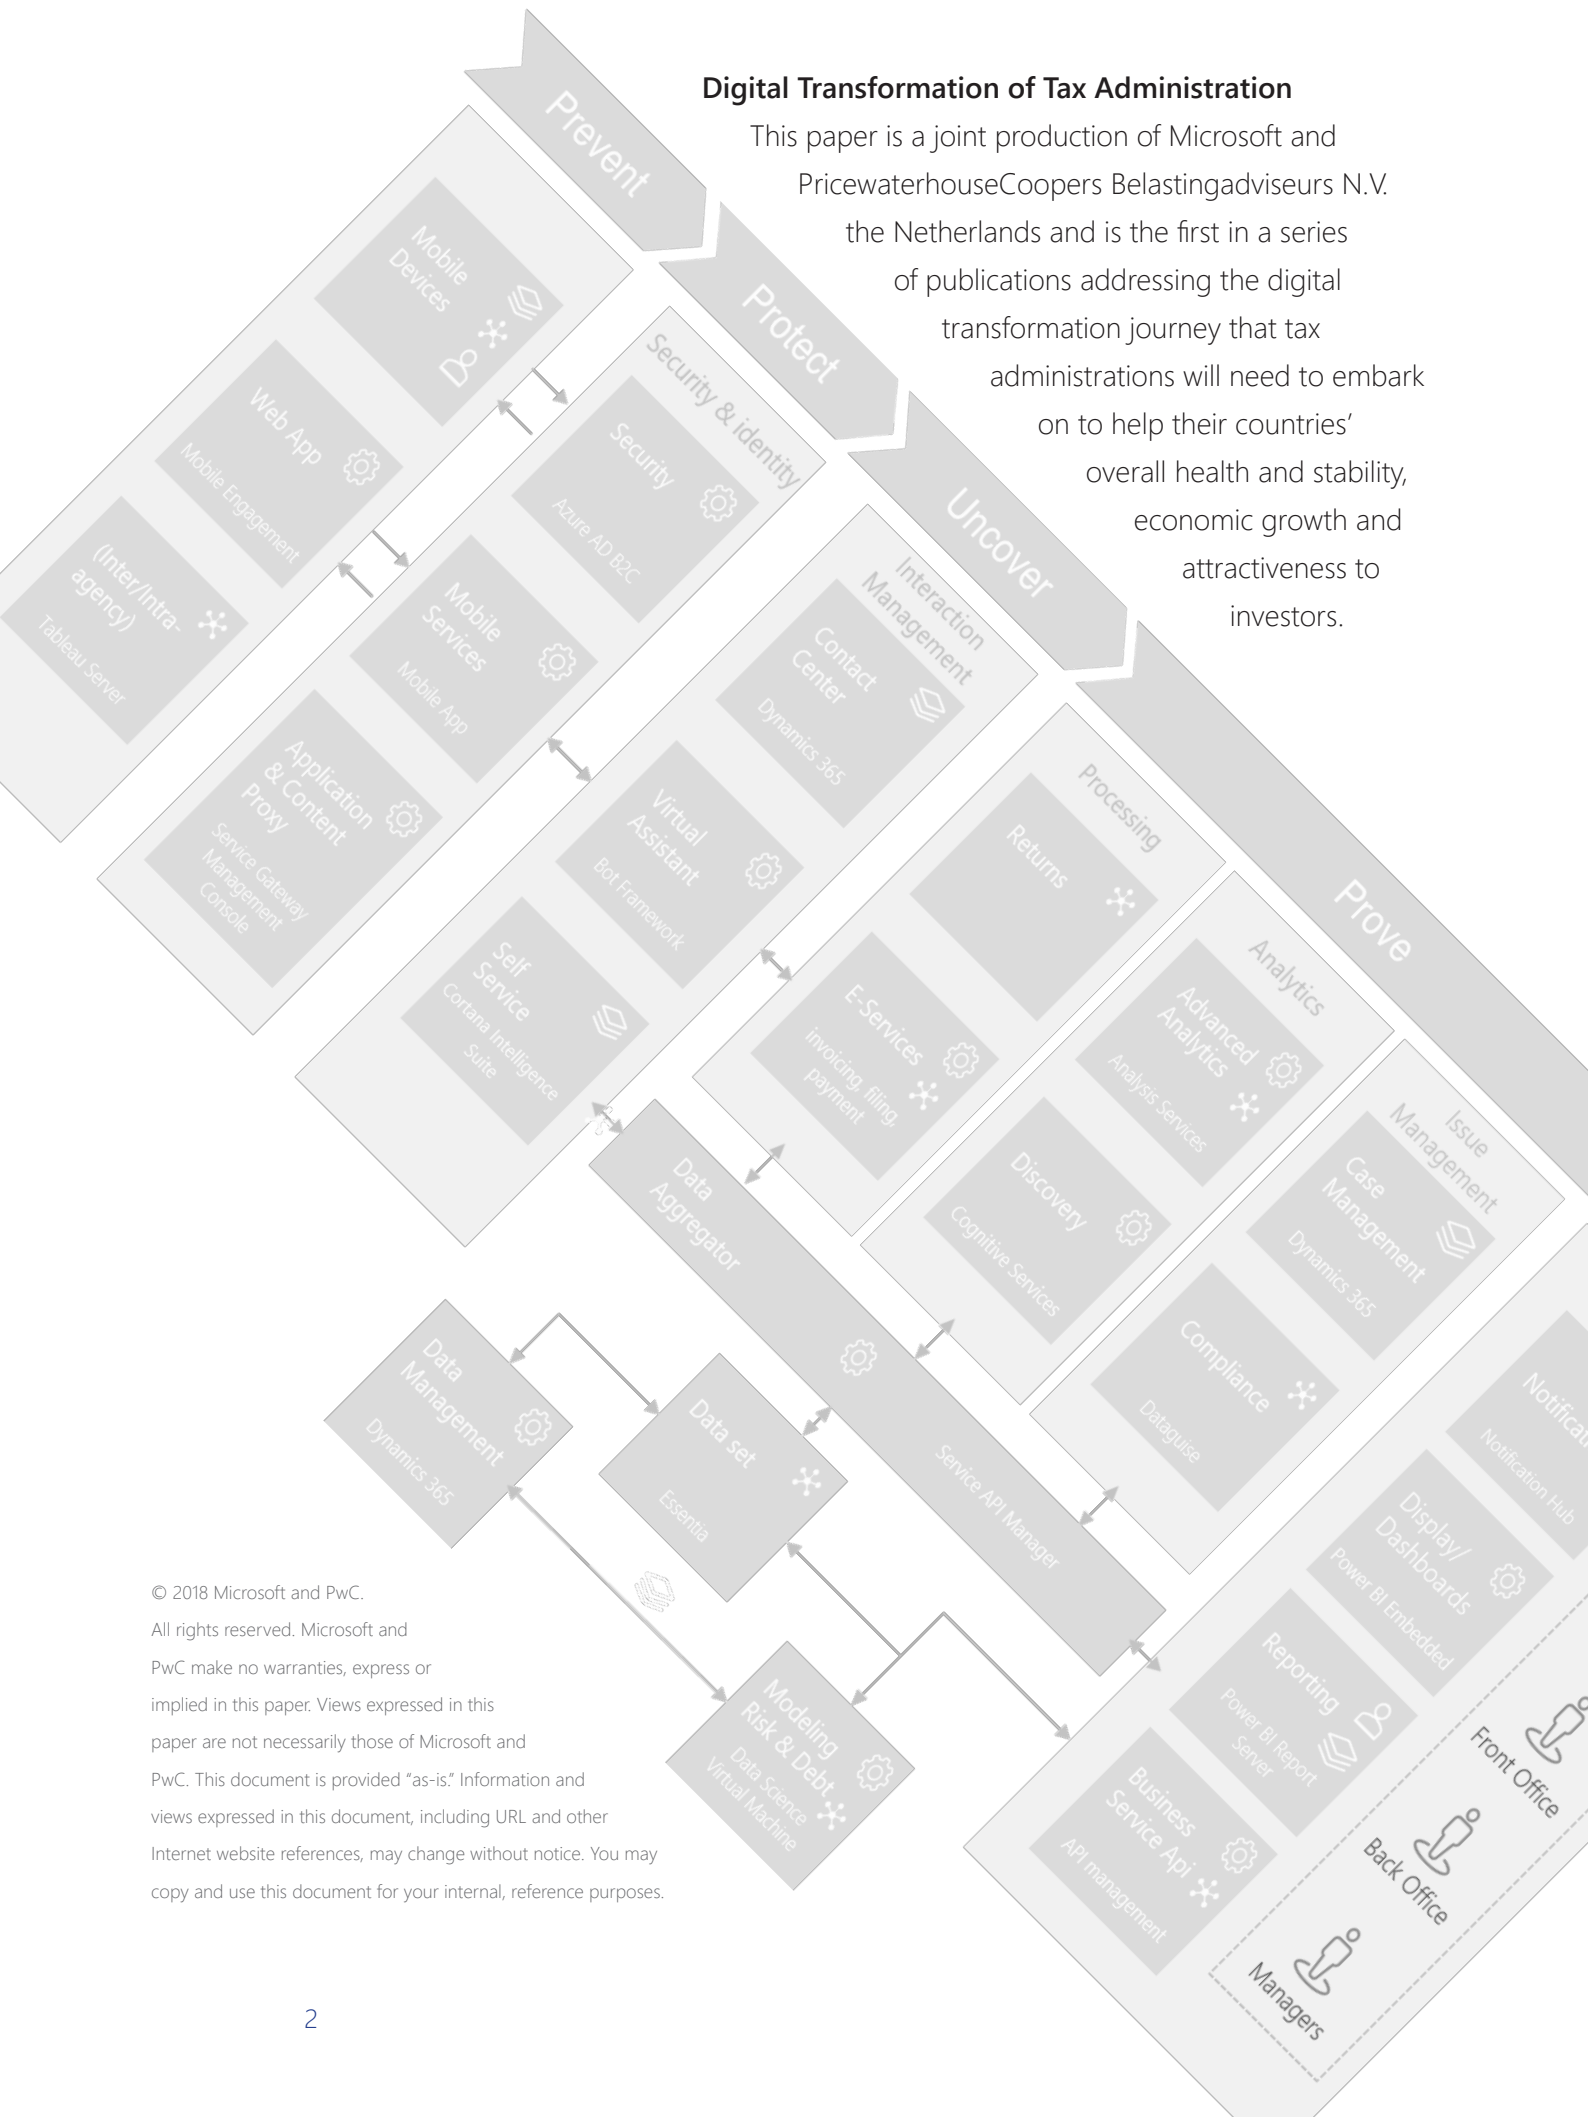 Digital Transformation of Tax Administration
This paper is a joint production of Microsoft and
PricewaterhouseCoopers Belastingadviseurs N.V.
the Netherlands and is the first in a series
of publications addressing the digital
transformation journey that tax
administrations will need to embark
on to help their countries’
overall health and stability,
economic growth and
attractiveness to
investors.
Prevent
Protect
Uncover
Prove
Mobile
Devices
Web App
Mobile Engagement
(Inter/Intra-
agency)
Tableau Server
Security & identity
Security
Azure AD B2C
Mobile
Services
Mobile App
Application
& Content
Proxy
Service Gateway
Management
Console
Interaction
Management
Contact
Center
Dynamics 365
Virtual
Assistant
Bot Framework
Self
Service
Cortana Intelligence
Suite
Processing
Returns
E-Services
invoicing, filing,
payment
Analytics
Advanced
Analytics
Analysis Services
Discovery
Cognitive Services
Issue
Management
Case
Management
Dynamics 365
Compliance
Dataguise
Data
Aggregator
Service API Manager
Data
Management
Dynamics 365
Data set
Essentia
Modeling
Risk & Debt
Data Science
Virtual Machine
Notification Hub
Display/
Dashboards
Power BI Embedded
Reporting
Power BI Report
Server
Business
Service Api
API management
Front Office
Back Office
Managers
© 2018 Microsoft and PwC.
All rights reserved. Microsoft and
PwC make no warranties, express or
implied in this paper. Views expressed in this
paper are not necessarily those of Microsoft and
PwC. This document is provided “as-is.” Information and
views expressed in this document, including URL and other
Internet website references, may change without notice. You may
copy and use this document for your internal, reference purposes.
2